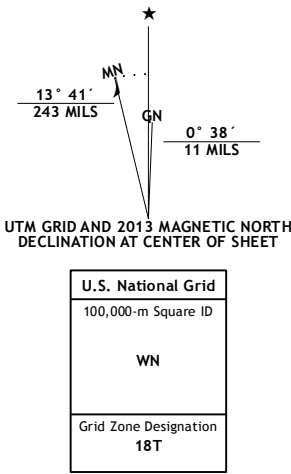 MN
13° 41´
243 MILS
GN
0° 38´
11 MILS
UTM GRID AND 2013 MAGNETIC NORTH
DECLINATION AT CENTER OF SHEET
U.S. National Grid
100,000-m Square ID
WN
Grid Zone Designation
18T